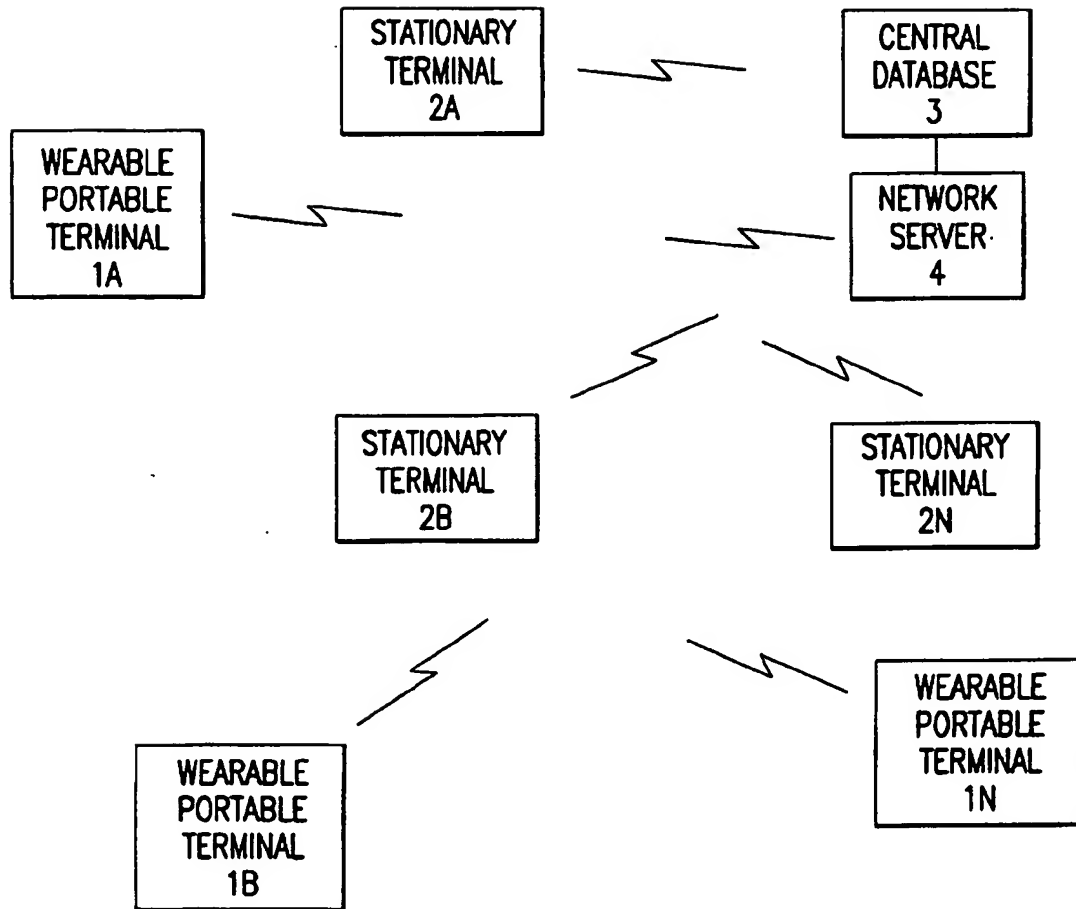 STATIONARY
TERMINAL
2A
CENTRAL
DATABASE
3
WEARABLE
PORTABLE
TERMINAL
1A
NETWORK
SERVER
4
STATIONARY
TERMINAL
2B
STATIONARY
TERMINAL
2N
WEARABLE
PORTABLE
TERMINAL
1N
WEARABLE
PORTABLE
TERMINAL
1B